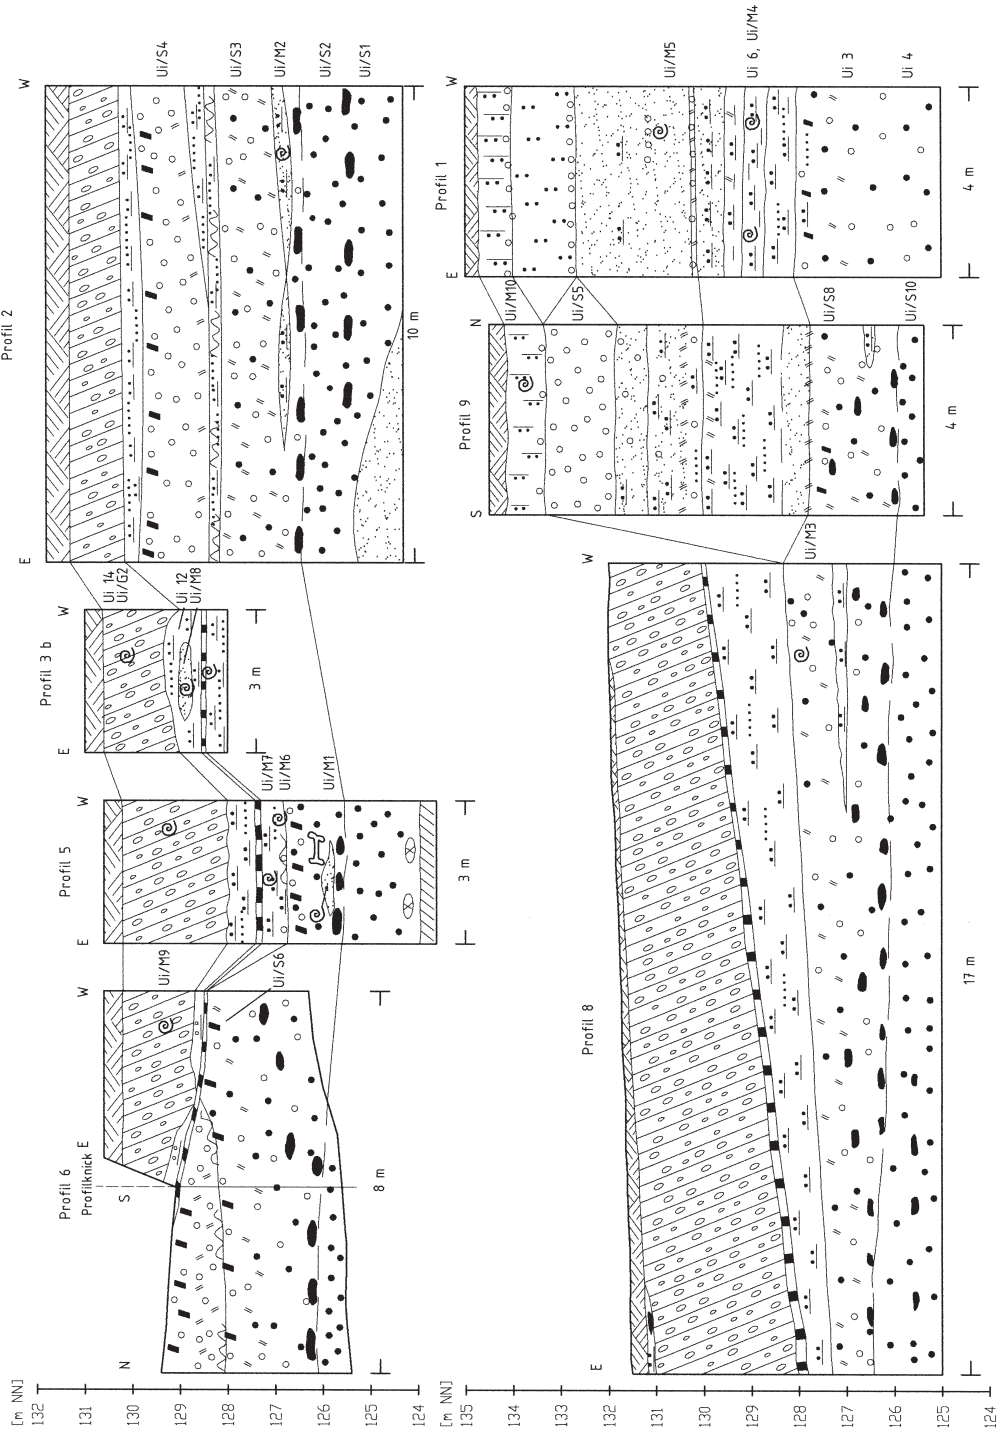 [m NN]
132
131
130
129
128
127
126
125
124
Profil 6
Profilknick
N
S
E
W
8 m
Ui/M9
Ui/S6
Profil 5
E
W
3 m
Ui/M7
Ui/M6
Ui/M1
Profil 3 b
E
W
3 m
Ui 14
Ui/G2
Ui 12
Ui/M8
Profil 2
E
W
10 m
Ui/S4
Ui/S3
Ui/M2
Ui/S2
Ui/S1
[m NN]
135
134
133
132
131
130
129
128
127
126
125
124
Profil 8
E
W
17 m
Ui/M3
Profil 9
S
N
4 m
Ui/M10
Ui/S5
Ui/S8
Ui/S10
Profil 1
E
W
4 m
Ui/M5
Ui 6, Ui/M4
Ui 3
Ui 4